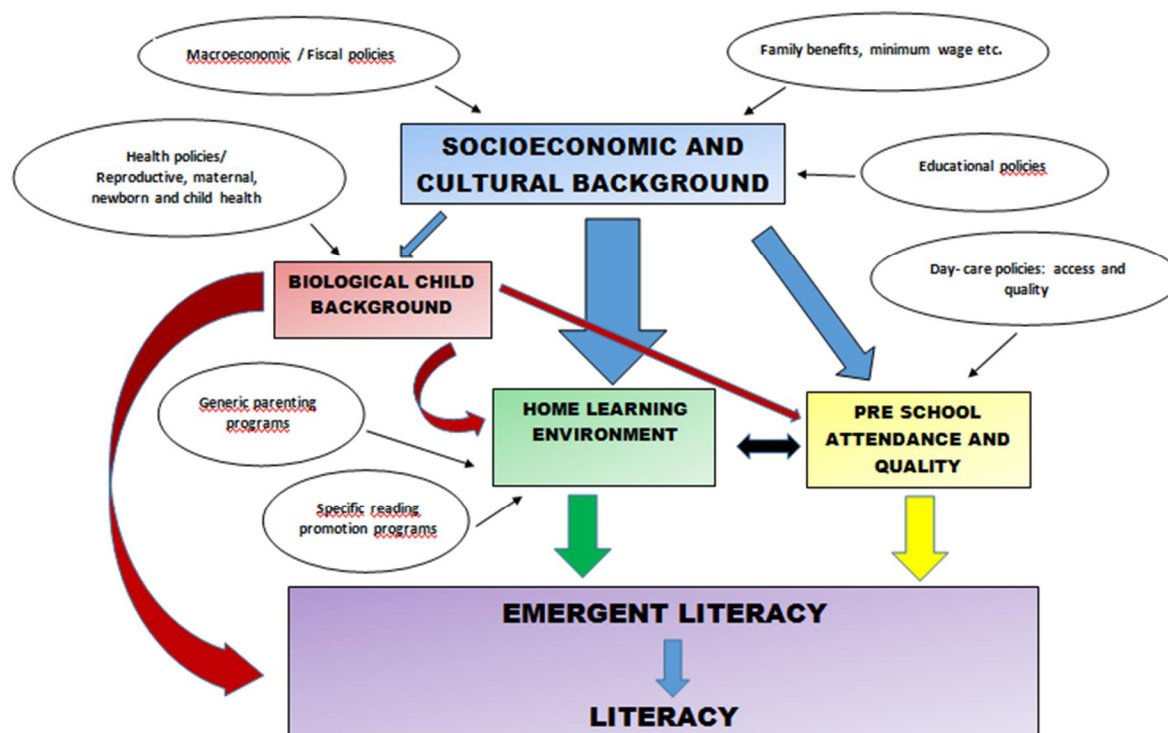 Macroeconomic / Fiscal policies
Family benefits, minimum wage etc.
SOCIOECONOMIC AND
CULTURAL BACKGROUND
Health policies/
Reproductive, maternal,
newborn and child health
Educational policies
Day- care policies: access and
quality
BIOLOGICAL CHILD
BACKGROUND
Generic parenting
programs
HOME LEARNING
ENVIRONMENT
PRE SCHOOL
ATTENDANCE AND
QUALITY
Specific reading
promotion programs
EMERGENT LITERACY
LITERACY